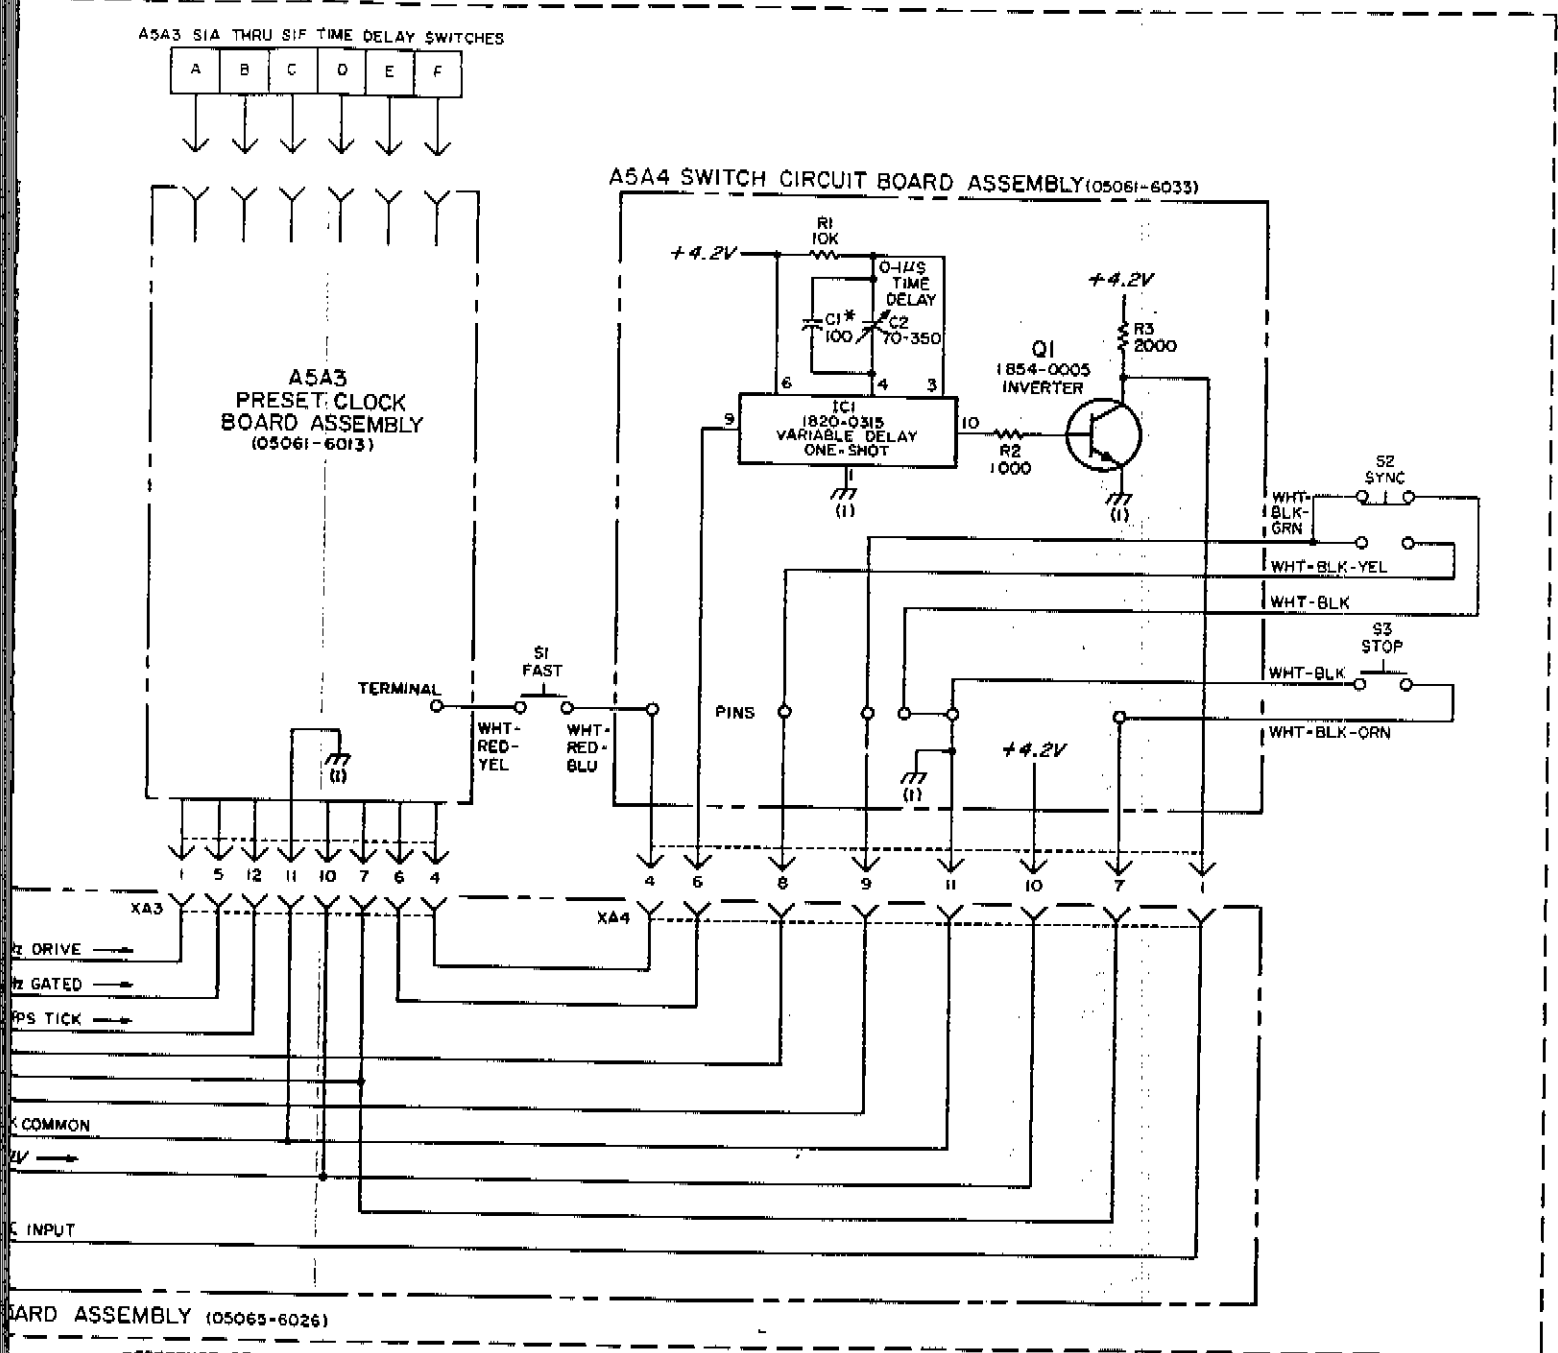 A5A3 S1A THRU S1F TIME DELAY SWITCHES
A B C D E F
A5A4 SWITCH CIRCUIT BOARD ASSEMBLY (05061-6033)
R1
10K
+4.2V
0-1µS
TIME
DELAY
C1*
100
C2
70-350
+4.2V
R3
2000
Q1
1854-0005
INVERTER
6 4 3
A5A3
PRESET CLOCK
BOARD ASSEMBLY
(05061-6013)
9
IC1
1820-0315
VARIABLE DELAY
ONE-SHOT
10
R2
1000
1
(1)
(1)
S2
SYNC
WHT-
BLK-
GRN
WHT-BLK-YEL
WHT-BLK
S3
STOP
WHT-BLK
WHT-BLK-ORN
S1
FAST
TERMINAL
WHT-
RED-
YEL
WHT-
RED-
BLU
PINS
+4.2V
(1)
(1)
1 5 12 11 10 7 6 4
4 6 8 9 11 10 7 1
XA3
XA4
Z DRIVE
Z GATED
PS TICK
COMMON
V
INPUT
ARD ASSEMBLY (05065-6026)